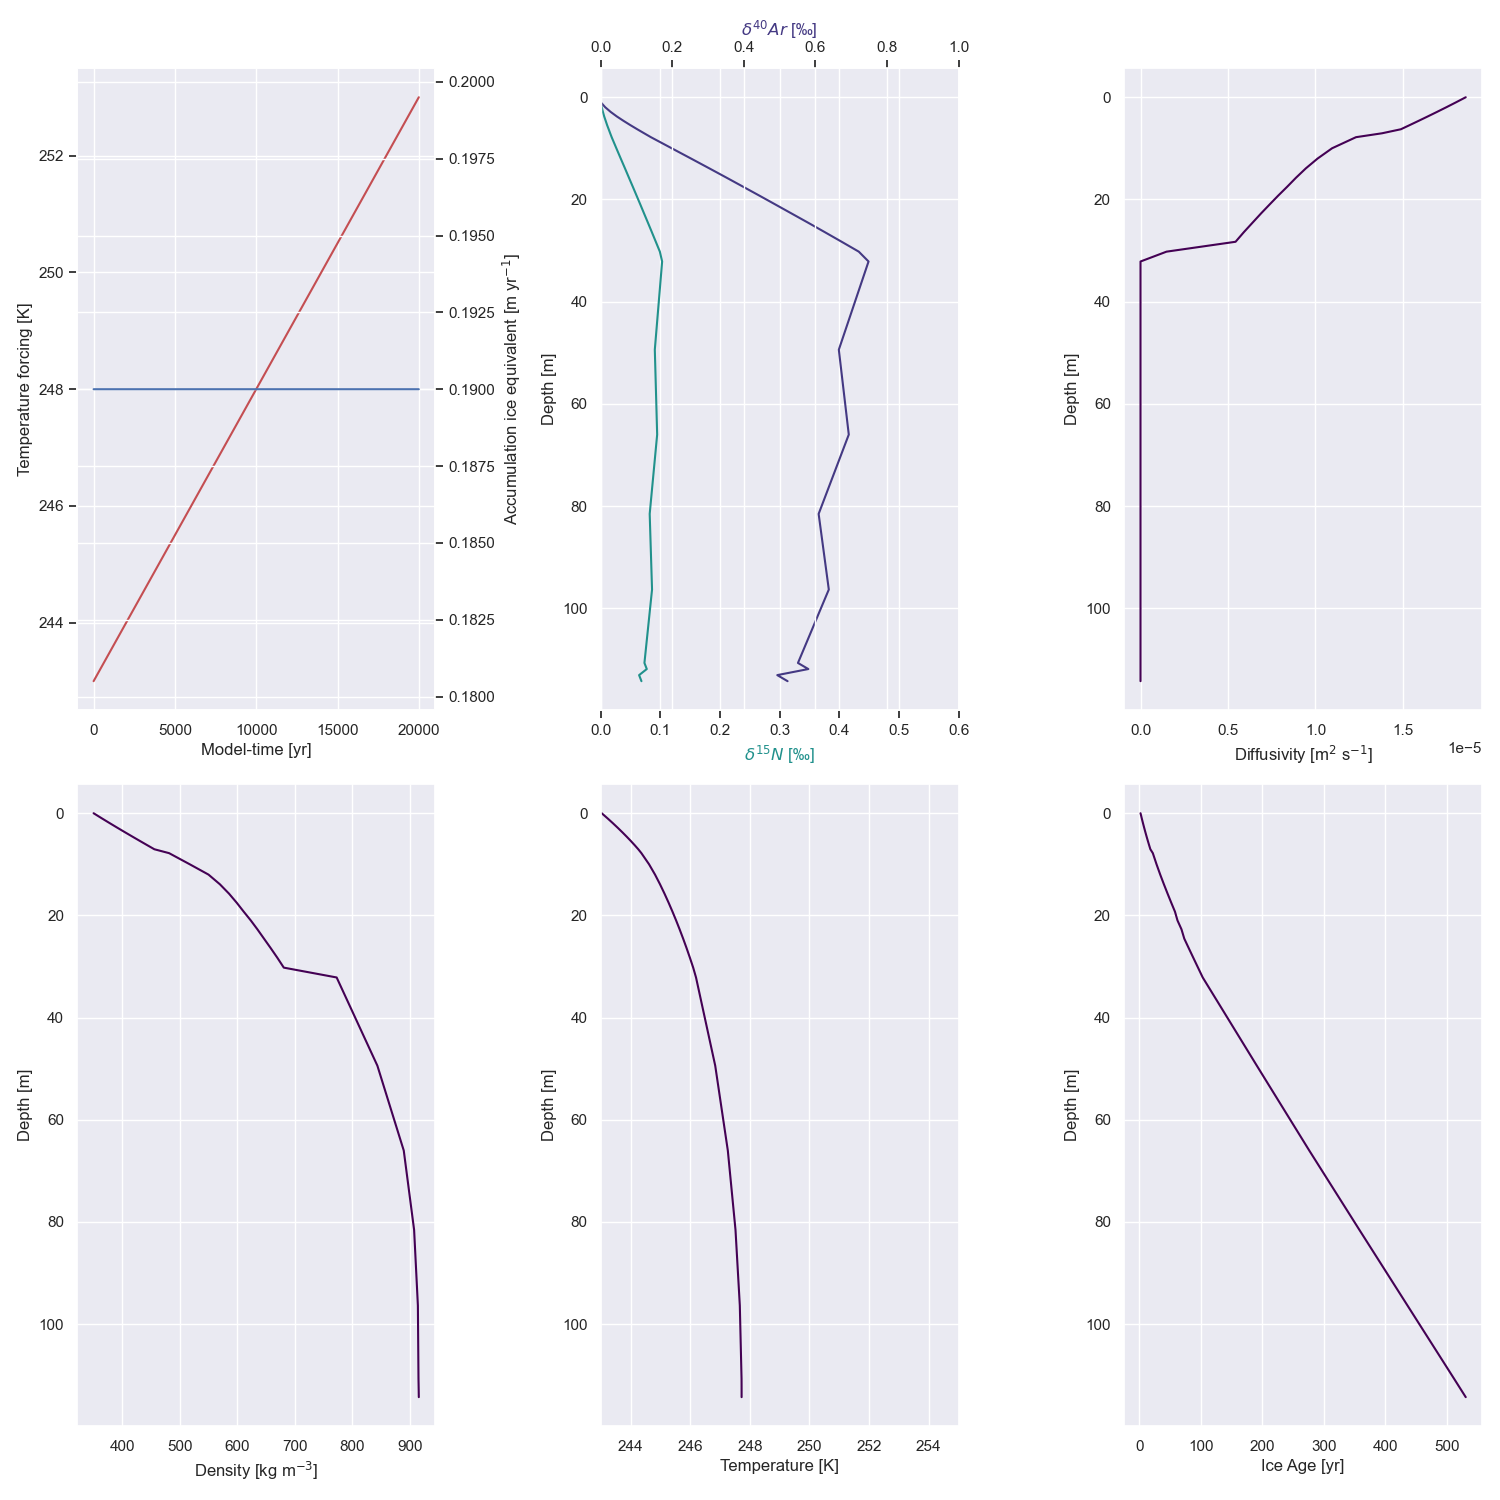 δ⁴⁰Ar [‰]
0.0 0.2 0.4 0.6 0.8 1.0
Temperature forcing [K]
252
250
248
246
244
0 5000 10000 15000 20000
Model-time [yr]
0.2000
0.1975
0.1950
0.1925
0.1900
0.1875
0.1850
0.1825
0.1800
Accumulation ice equivalent [m yr⁻¹]
Depth [m]
0
20
40
60
80
100
0.0 0.1 0.2 0.3 0.4 0.5 0.6
δ¹⁵N [‰]
Depth [m]
0
20
40
60
80
100
0.0 0.5 1.0 1.5
1e−5
Diffusivity [m² s⁻¹]
Depth [m]
0
20
40
60
80
100
400 500 600 700 800 900
Density [kg m⁻³]
Depth [m]
0
20
40
60
80
100
244 246 248 250 252 254
Temperature [K]
Depth [m]
0
20
40
60
80
100
0 100 200 300 400 500
Ice Age [yr]